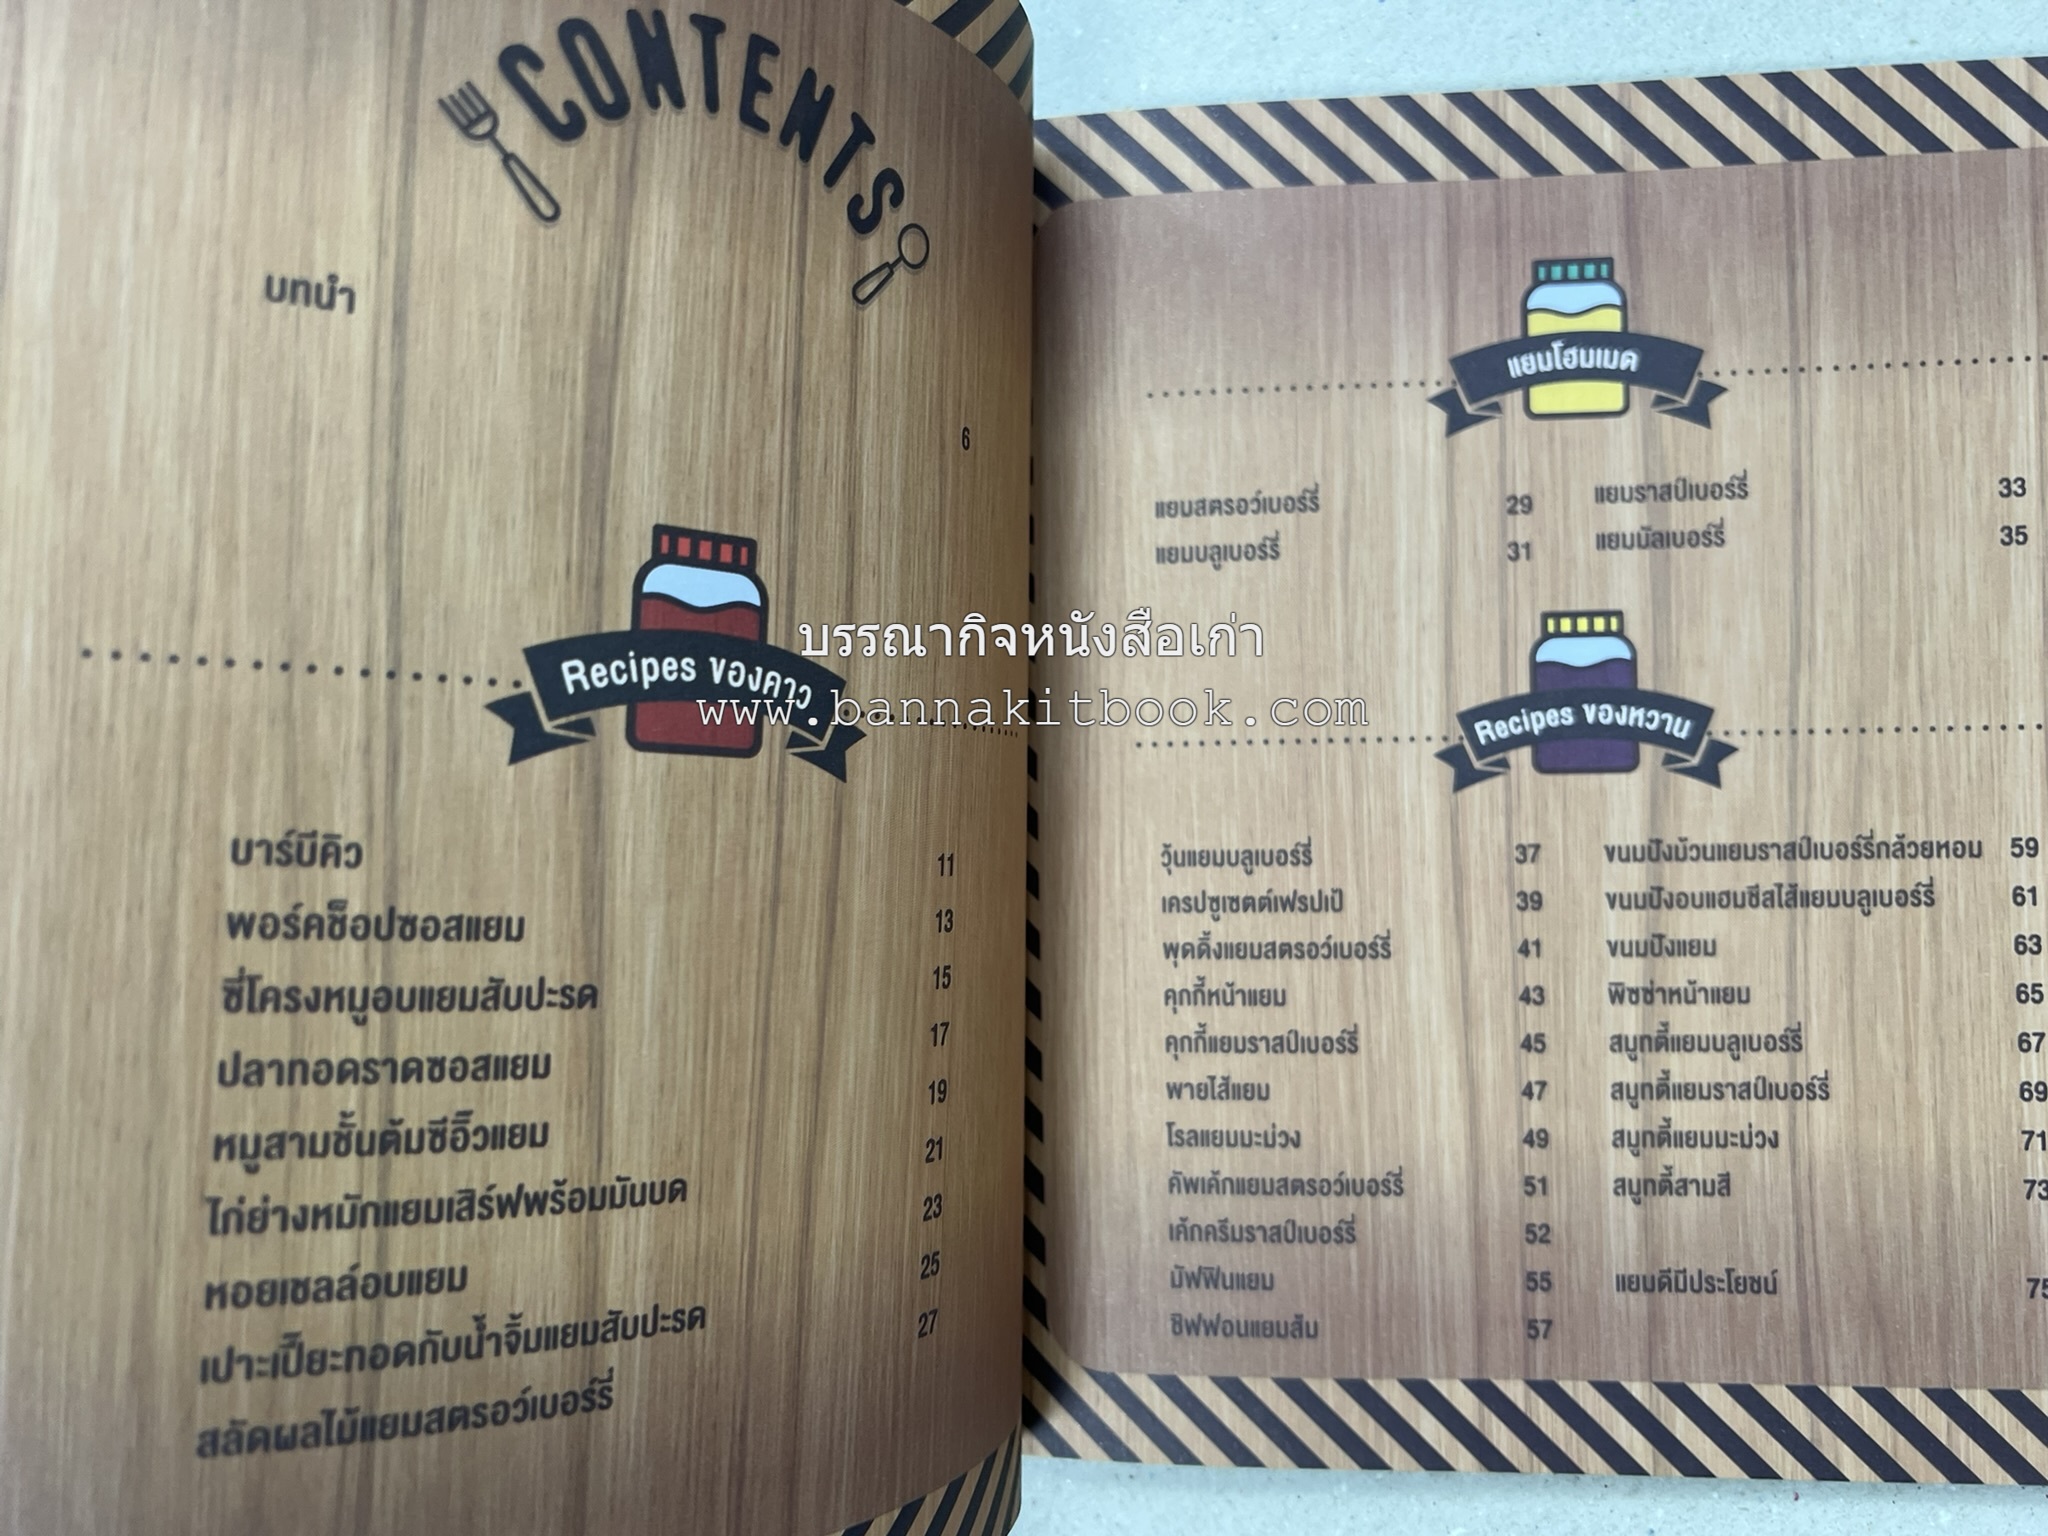 CONTENTS
บทนำ 6
Recipes ของคาว
บาร์บีคิว 11
พอร์คช็อปซอสแยม 13
ซี่โครงหมูอบแยมสับปะรด 15
ปลาทอดราดซอสแยม 17
หมูสามชั้นต้มซีอิ๊วแยม 19
ไก่ย่างหมักแยมเสิร์ฟพร้อมมันบด 21
หอยเชลล์อบแยม 23
เปาะเปี๊ยะทอดกับน้ำจิ้มแยมสับปะรด 25
สลัดผลไม้แยมสตรอว์เบอร์รี่ 27
แยมโฮมเมด
แยมสตรอว์เบอร์รี่ 29
แยมบลูเบอร์รี่ 31
แยมราสป์เบอร์รี่ 33
แยมมัลเบอร์รี่ 35
Recipes ของหวาน
วุ้นแยมบลูเบอร์รี่ 37
เครปซูเซตต์เฟรปเป้ 39
พุดดิ้งแยมสตรอว์เบอร์รี่ 41
คุกกี้หน้าแยม 43
คุกกี้แยมราสป์เบอร์รี่ 45
พายไส้แยม 47
โรลแยมมะม่วง 49
คัพเค้กแยมสตรอว์เบอร์รี่ 51
เค้กครีมราสป์เบอร์รี่ 52
มัฟฟินแยม 55
ชิฟฟอนแยมส้ม 57
ขนมปังม้วนแยมราสป์เบอร์รี่กล้วยหอม 59
ขนมปังอบแฮมชีสไส้แยมบลูเบอร์รี่ 61
ขนมปังแยม 63
พิซซ่าหน้าแยม 65
สมูทตี้แยมบลูเบอร์รี่ 67
สมูทตี้แยมราสป์เบอร์รี่ 69
สมูทตี้แยมมะม่วง 71
สมูทตี้สามสี 73
แยมดีมีประโยชน์ 75
บรรณากิจหนังสือเก่า
www.bannakitbook.com